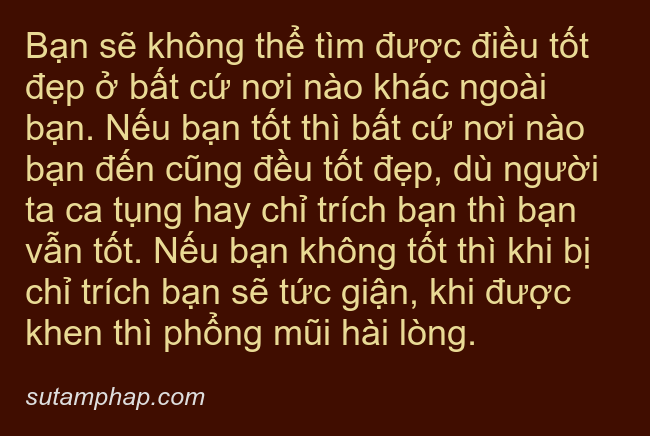 Bạn sẽ không thể tìm được điều tốt
đẹp ở bất cứ nơi nào khác ngoài
bạn. Nếu bạn tốt thì bất cứ nơi nào
bạn đến cũng đều tốt đẹp, dù người
ta ca tụng hay chỉ trích bạn thì bạn
vẫn tốt. Nếu bạn không tốt thì khi bị
chỉ trích bạn sẽ tức giận, khi được
khen thì phổng mũi hài lòng.
sutamphap.com